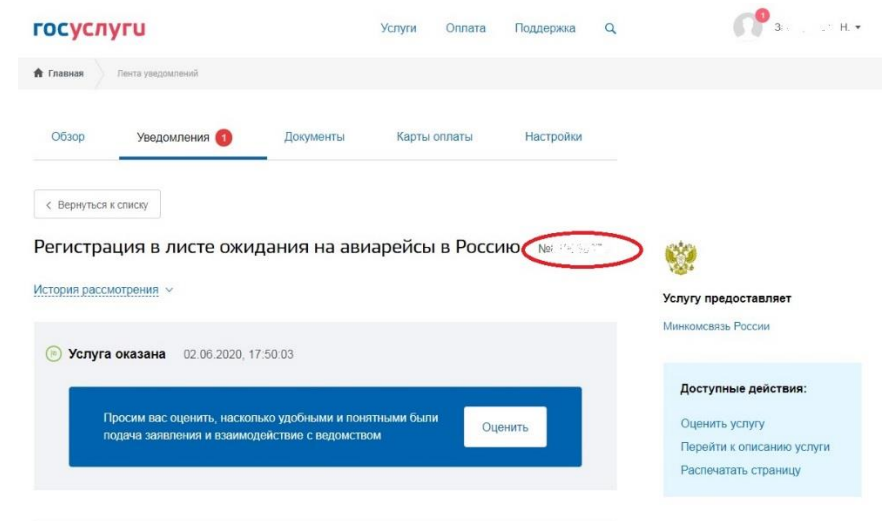 госуслуги
Услуги Оплата Поддержка
1
Н.
Главная Лента уведомлений
Обзор Уведомления 1 Документы Карты оплаты Настройки
Вернуться к списку
Регистрация в листе ожидания на авиарейсы в Россию
История рассмотрения
Услуга оказана 02.06.2020, 17:50:03
Просим вас оценить, насколько удобными и понятными были
подача заявления и взаимодействие с ведомством
Оценить
Услугу предоставляет
Минкомсвязь России
Доступные действия:
Оценить услугу
Перейти к описанию услуги
Распечатать страницу